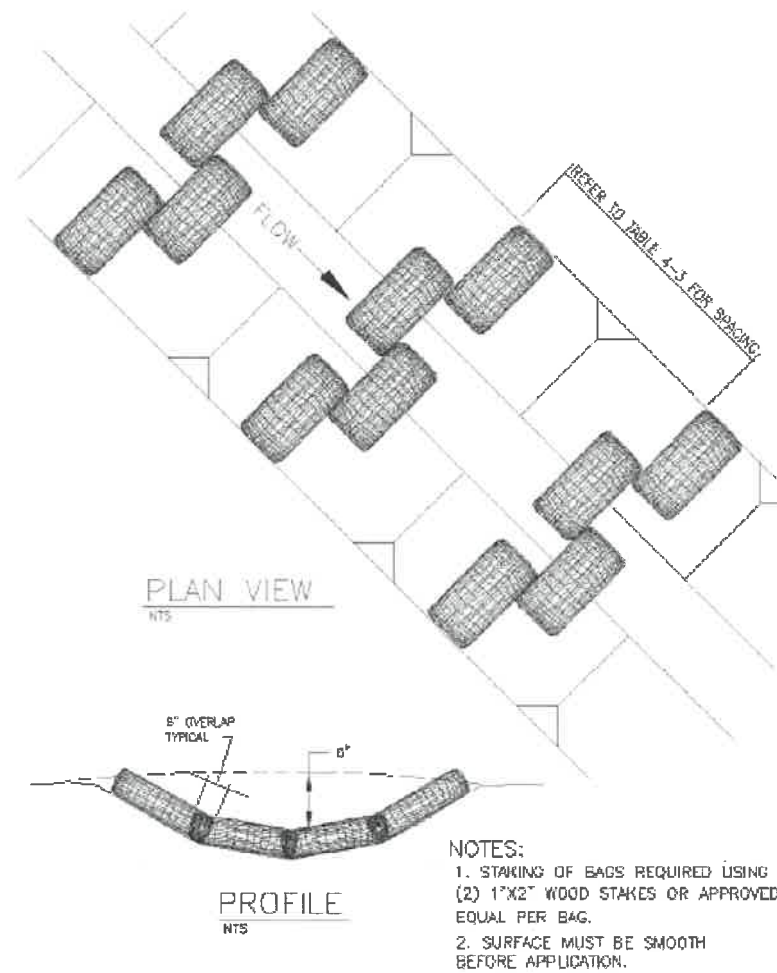 (REFER TO TABLE 4-3 FOR SPACING)
FLOW
PLAN VIEW
NTS
6" OVERLAP
TYPICAL
6"
PROFILE
NTS
NOTES:
1. STAKING OF BAGS REQUIRED USING
(2) 1"X2" WOOD STAKES OR APPROVED
EQUAL PER BAG.
2. SURFACE MUST BE SMOOTH
BEFORE APPLICATION.